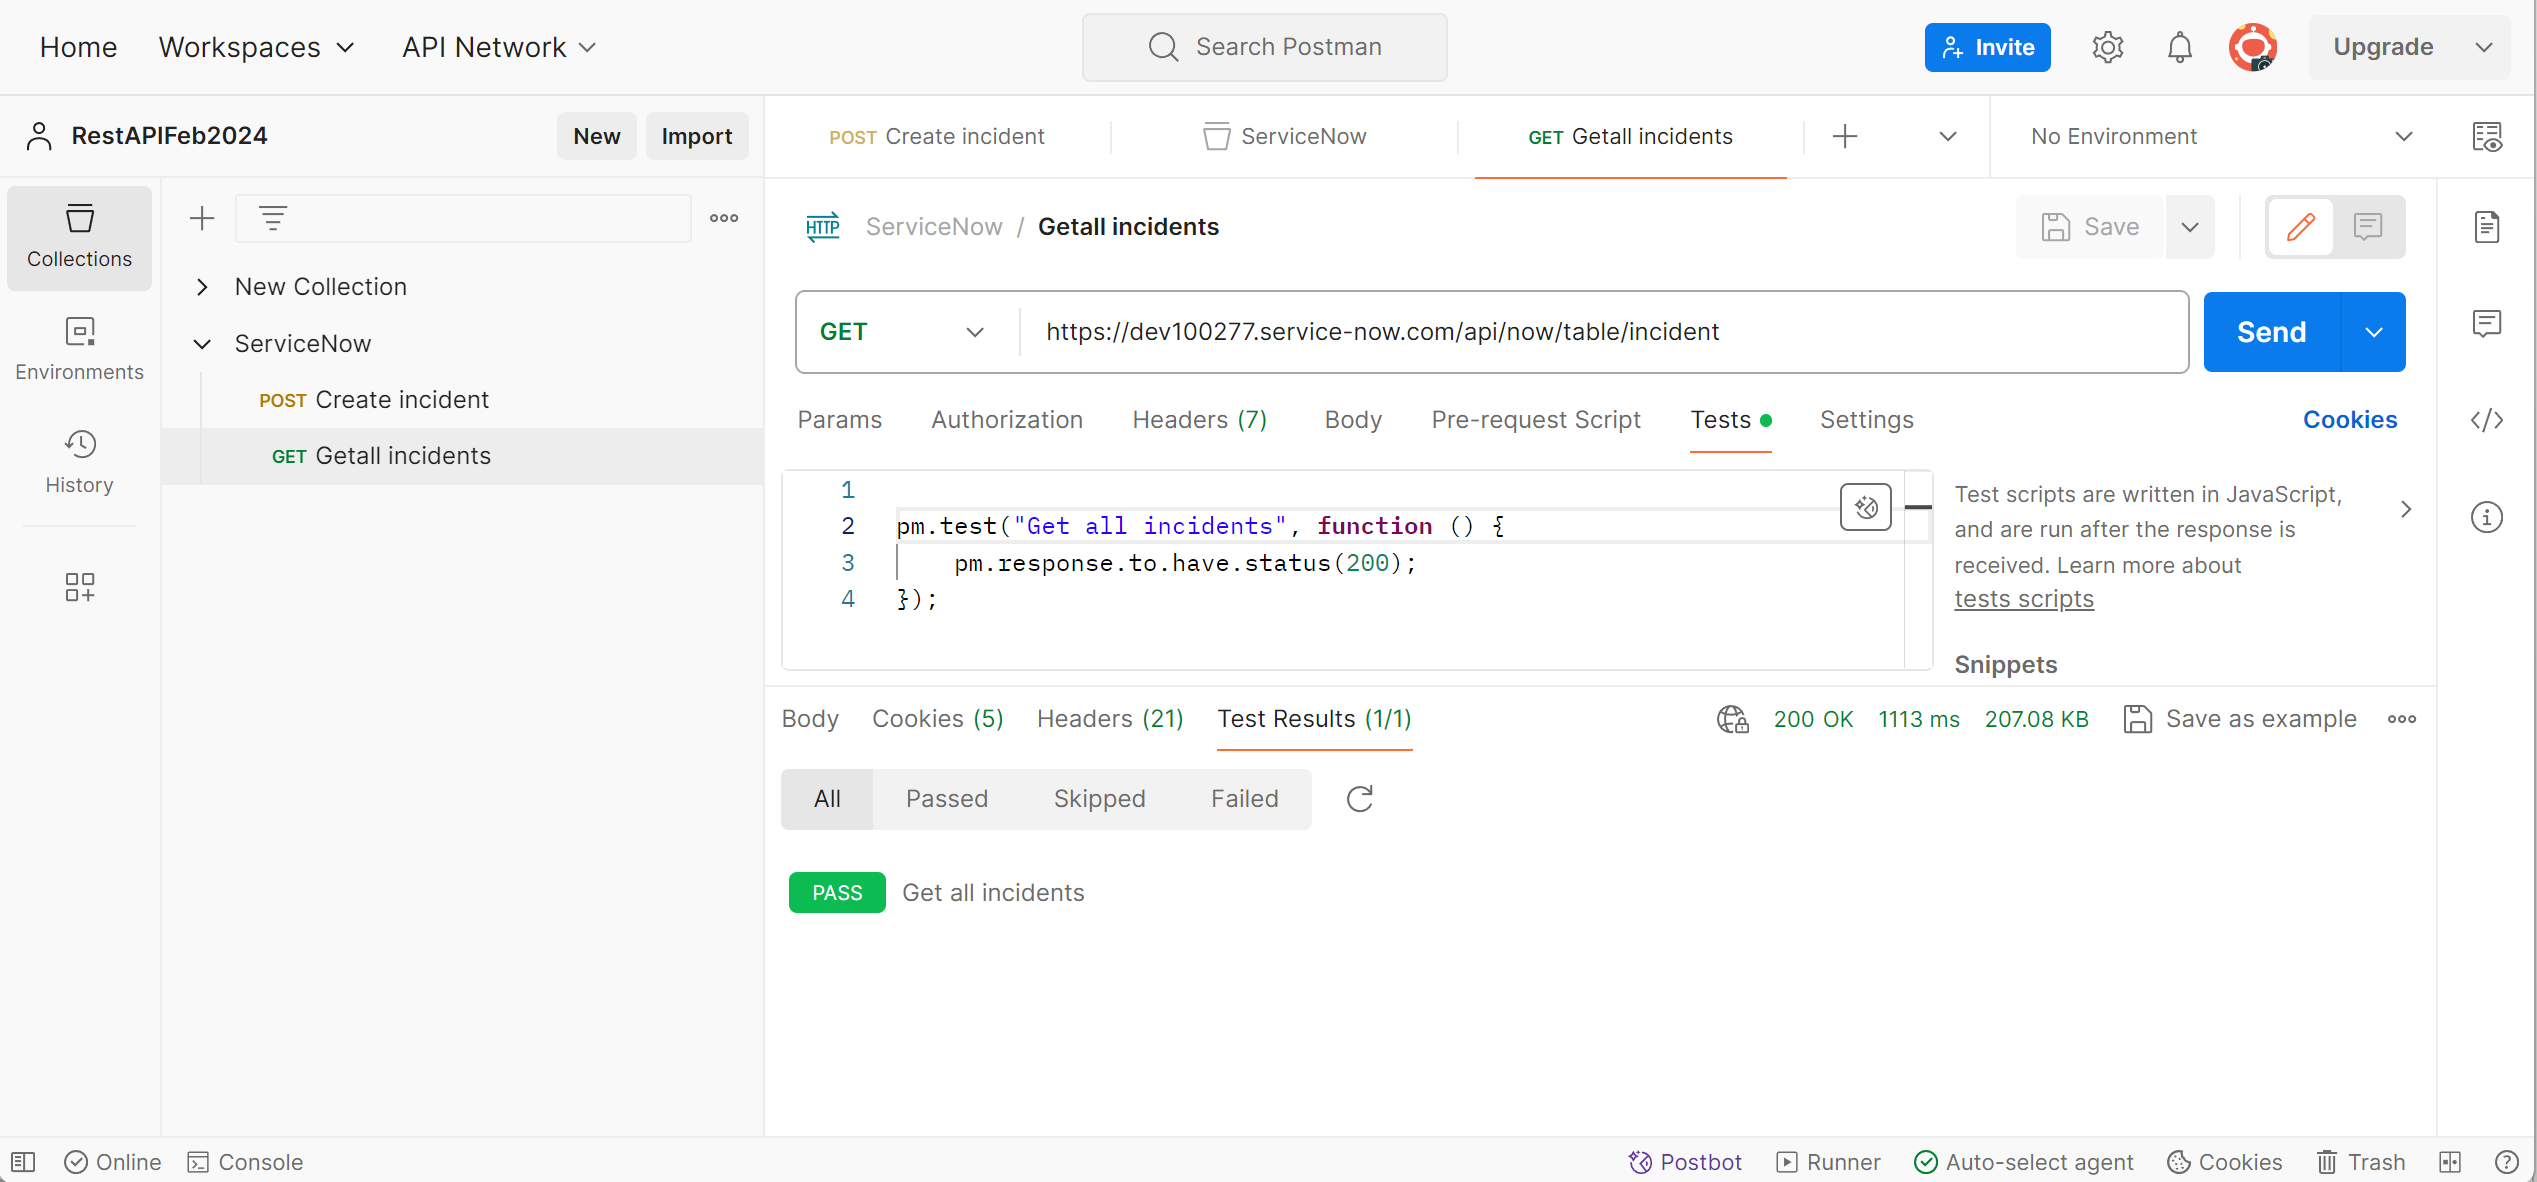 Home Workspaces API Network Search Postman Invite Upgrade
RestAPIFeb2024 New Import POST Create incident ServiceNow GET Getall incidents No Environment
Collections
Environments
History
New Collection
ServiceNow
POST Create incident
GET Getall incidents
HTTP ServiceNow / Getall incidents Save
GET https://dev100277.service-now.com/api/now/table/incident Send
Params Authorization Headers (7) Body Pre-request Script Tests Settings Cookies
1
2 pm.test("Get all incidents", function () {
3 pm.response.to.have.status(200);
4 });
Test scripts are written in JavaScript,
and are run after the response is
received. Learn more about
tests scripts
Snippets
Body Cookies (5) Headers (21) Test Results (1/1) 200 OK 1113 ms 207.08 KB Save as example
All Passed Skipped Failed
PASS Get all incidents
Online Console Postbot Runner Auto-select agent Cookies Trash